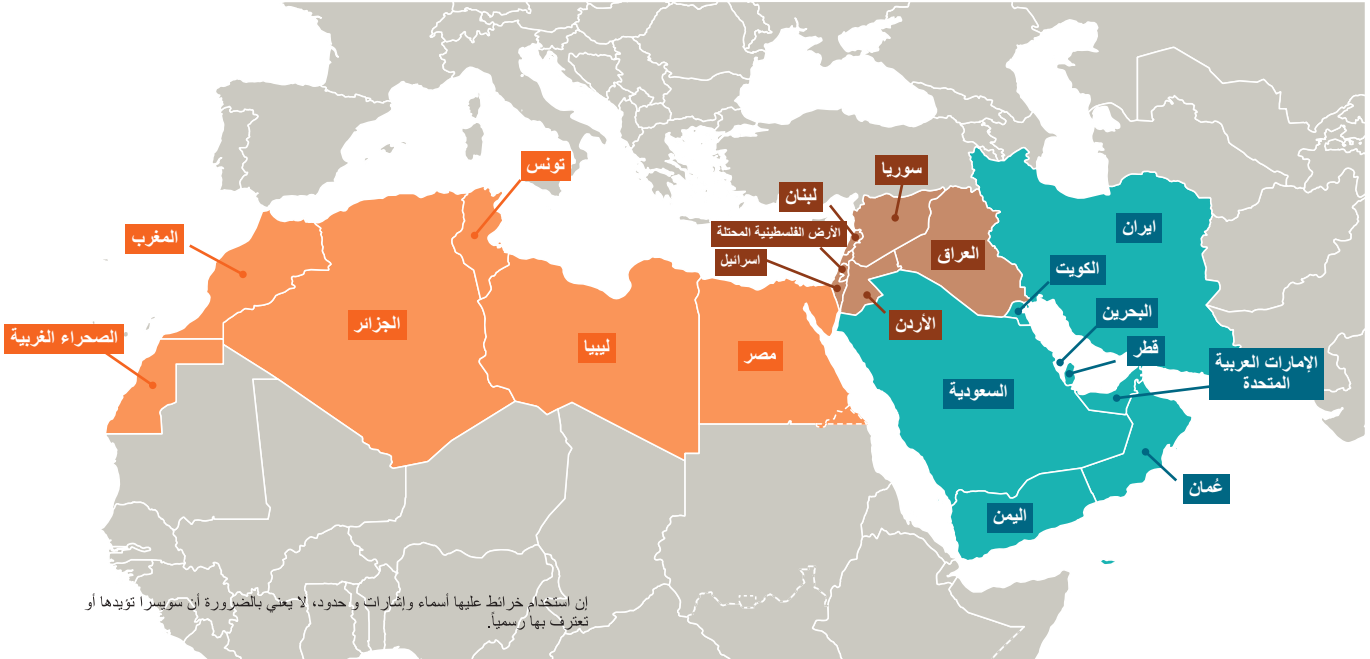 تونس
سوريا
لبنان
ايران
الأرض الفلسطينية المحتلة
المغرب
العراق
اسرائيل
الكويت
البحرين
الجزائر
الأردن
الصحراء الغربية
ليبيا
مصر
قطر
الإمارات العربية
المتحدة
السعودية
عُمان
اليمن
إن استخدام خرائط عليها أسماء وإشارات و حدود، لا يعني بالضرورة أن سويسرا تؤيدها أو
تعترف بها رسمياً.